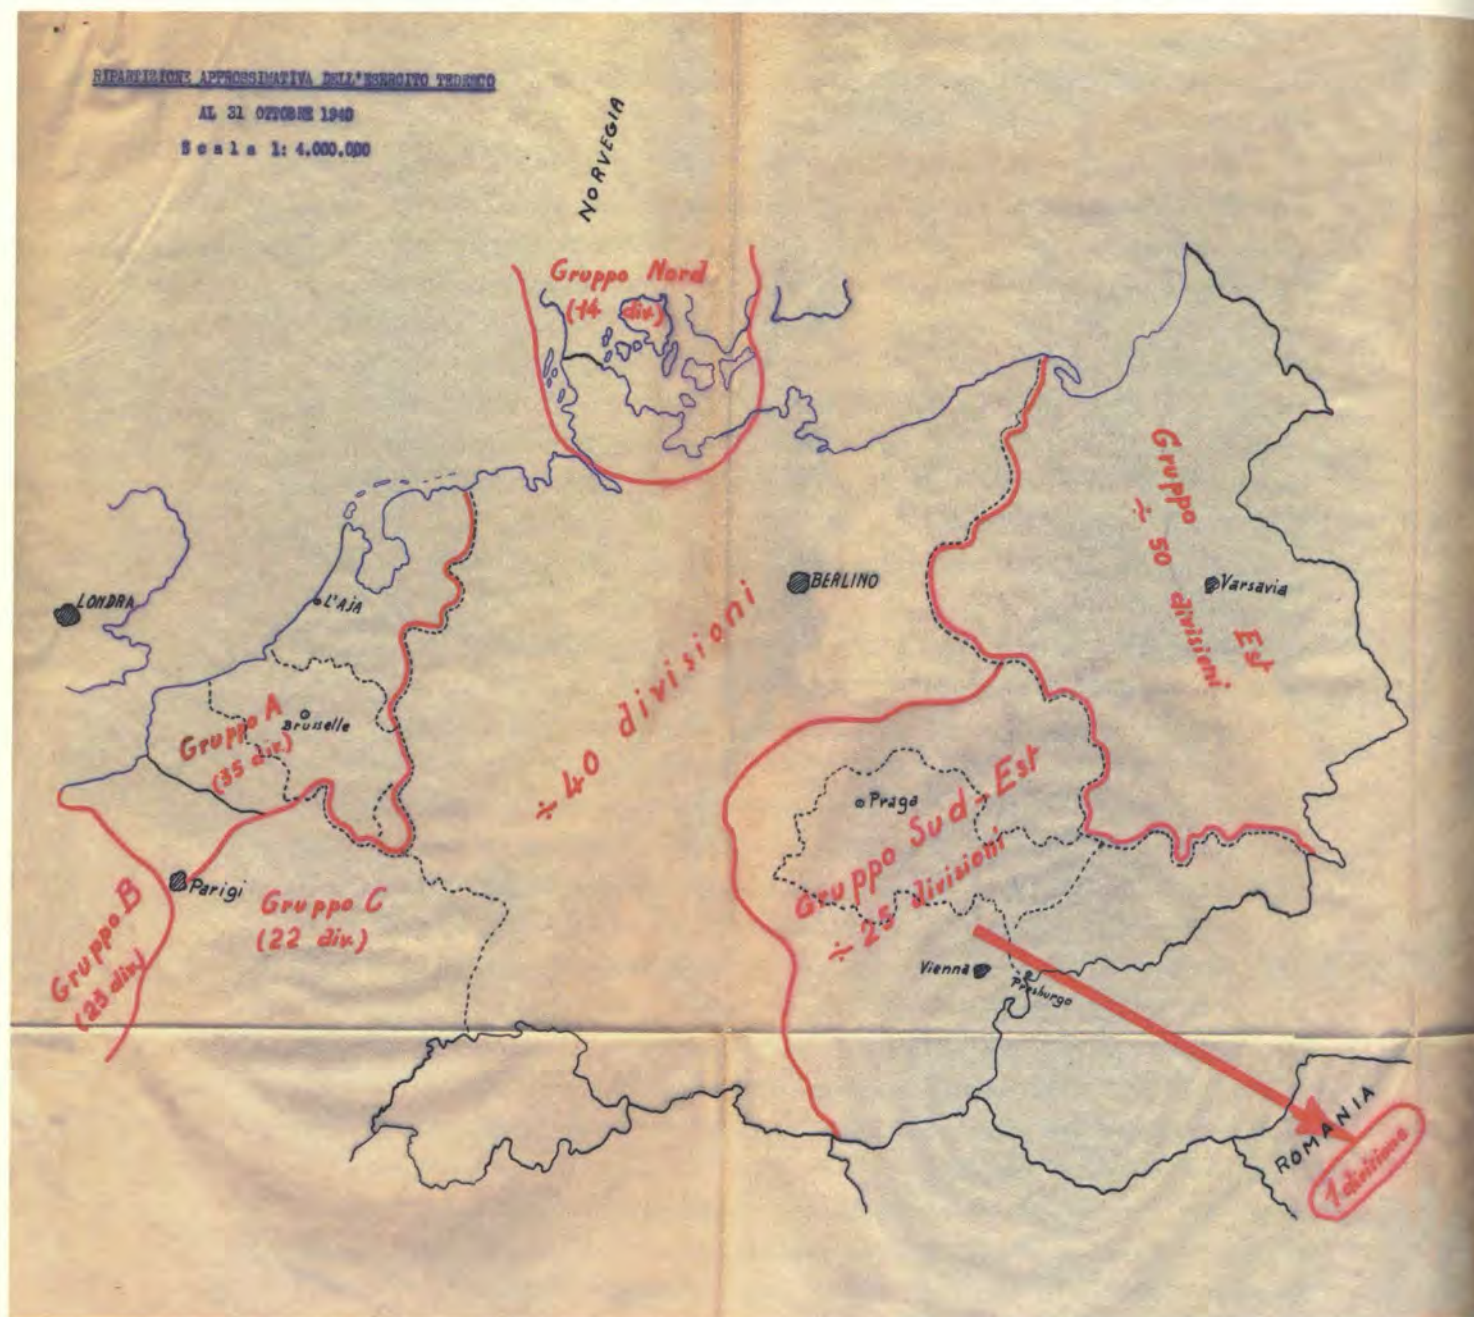 RIPARTIZIONE APPROSSIMATIVA DELL'ESERCITO TEDESCO
AL 31 OTTOBRE 1940
Scala 1: 4.000.000
NORVEGIA
Gruppo Nord
(14 div.)
Gruppo Est
÷ 50 divisioni
Varsavia
BERLINO
LONDRA
L'AJA
÷ 40 divisioni
Brusselle
Gruppo A
(35 div.)
Praga
Gruppo Sud-Est
÷ 25 divisioni
Parigi
Gruppo C
(22 div.)
Gruppo B
(23 div.)
Vienna
Presburgo
ROMANIA
1 divisione